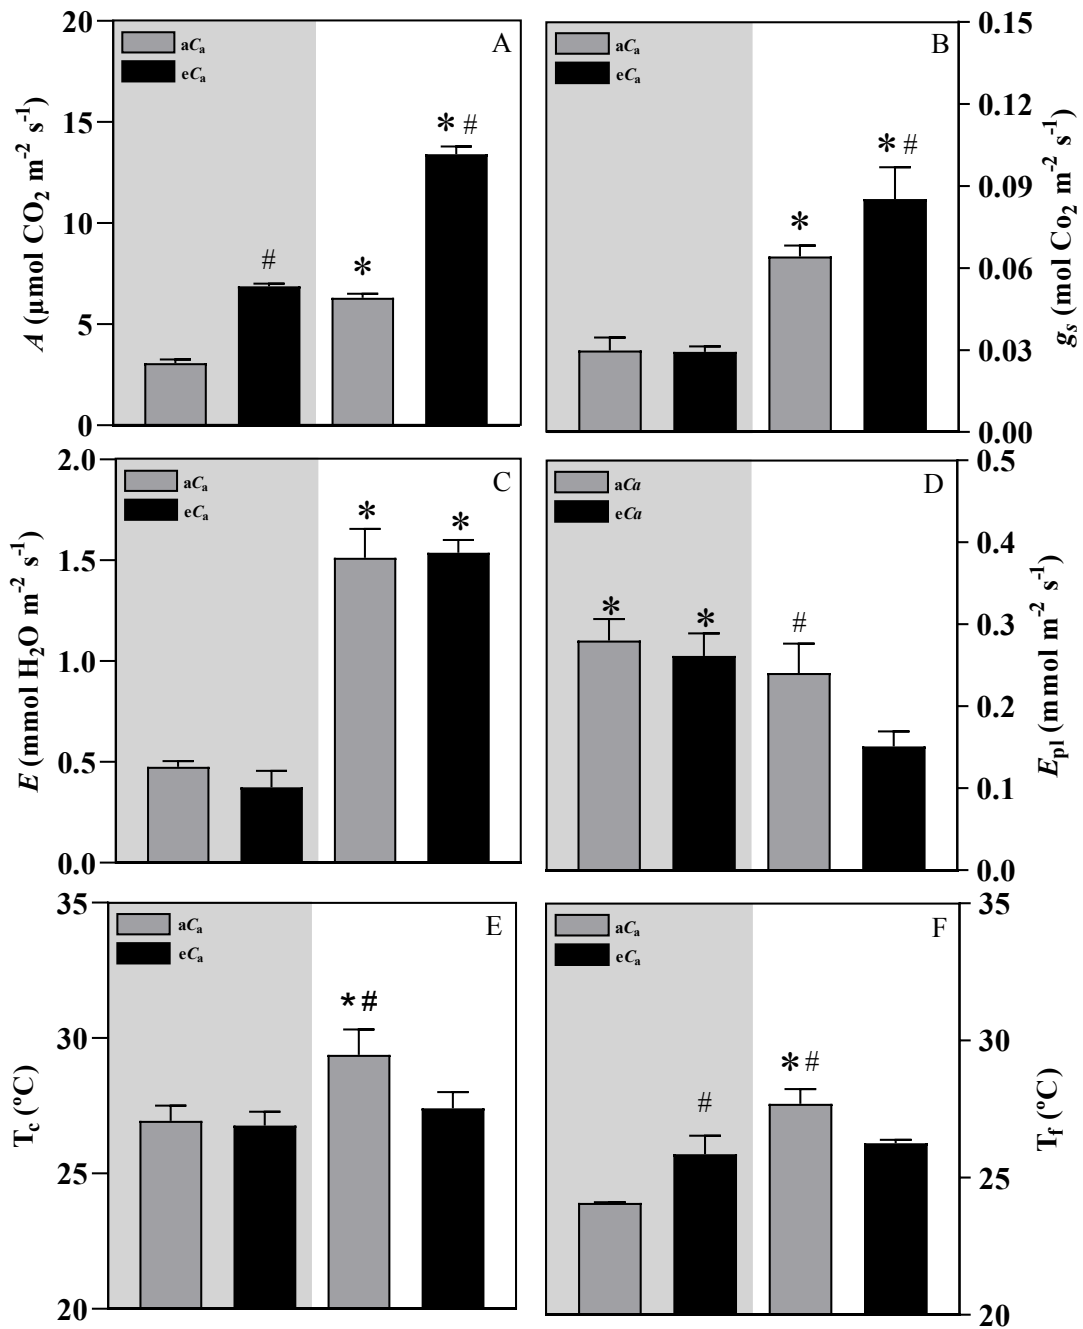 20
15
10
5
0
A (µmol CO₂ m⁻² s⁻¹)
aCₐ
eCₐ
A
#
*
* #
aCₐ
eCₐ
B
*
* #
0.15
0.12
0.09
0.06
0.03
0.00
gₛ (mol Co₂ m⁻² s⁻¹)
2.0
1.5
1.0
0.5
0.0
E (mmol H₂O m⁻² s⁻¹)
aCₐ
eCₐ
C
*
*
aCa
eCa
D
*
*
#
0.5
0.4
0.3
0.2
0.1
0.0
Eₚₗ (mmol m⁻² s⁻¹)
35
30
25
20
T꜀ (ºC)
aCₐ
eCₐ
E
*#
aCₐ
eCₐ
F
#
*#
35
30
25
20
T_f (ºC)